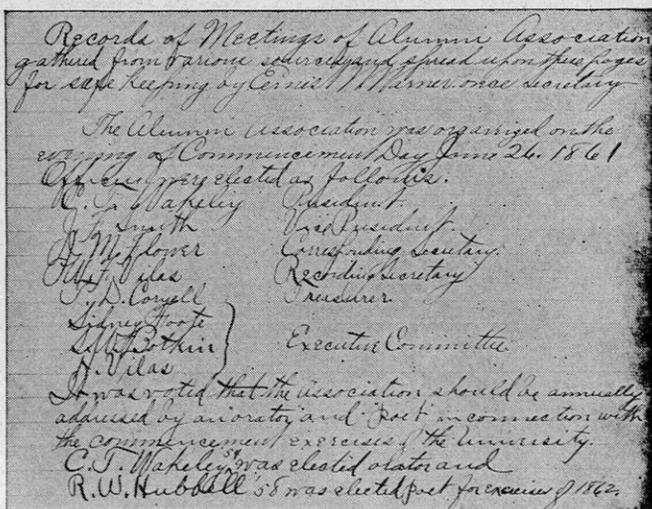 Records of Meetings of Alumni Association
gathered from various sources and spread upon these pages
for safe keeping by Ernest N. Warner once Secretary
The Alumni Association was organized on the
evening of Commencement Day June 26. 1861
Officers were elected as follows:
C. T. Wakeley President.
J. F. Smith Vice President.
J. M. Flower Corresponding Secretary.
Wm F. Vilas Recording Secretary
T. D. Coryell Treasurer.
Sidney Foote
S. W. Botkin Executive Committee.
H. Vilas
It was voted that the association should be annually
addressed by an orator and poet in connection with
the commencement exercises of the University.
C. T. Wakeley, was elected orator and
R. W. Hubbell '58 was elected poet for exercises of 1862.